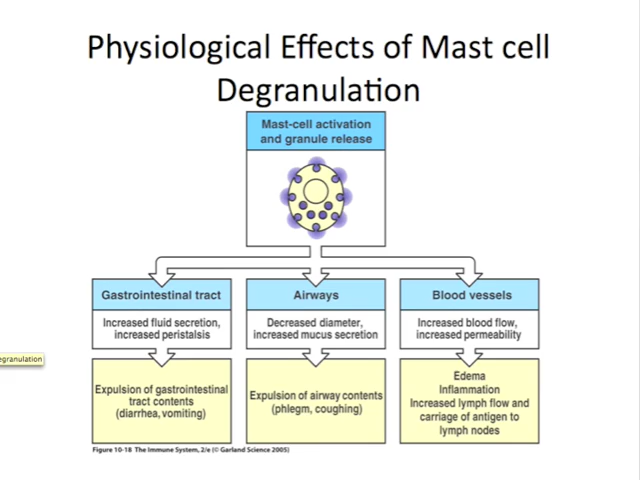 Physiological Effects of Mast cell
Degranulation
Mast-cell activation
and granule release
Gastrointestinal tract
Airways
Blood vessels
Increased fluid secretion,
increased peristalsis
Decreased diameter,
increased mucus secretion
Increased blood flow,
increased permeability
egranulation
Expulsion of gastrointestinal
tract contents
(diarrhea, vomiting)
Expulsion of airway contents
(phlegm, coughing)
Edema
Inflammation
Increased lymph flow and
carriage of antigen to
lymph nodes
Figure 10-18 The Immune System, 2/e (© Garland Science 2005)